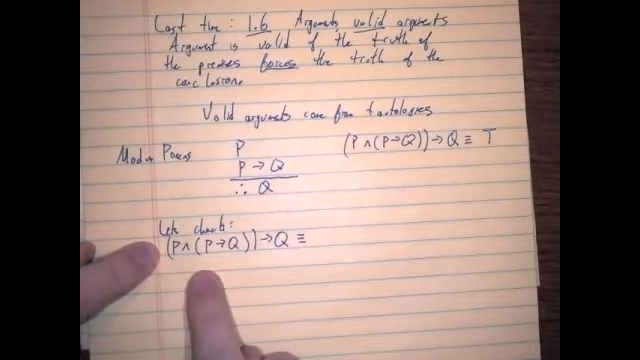 Last time: 1.6 Arguments valid arguments
Argument is valid if the truth of
the premises forces the truth of the
conclusion.
Valid arguments come from tautologies
Modus Ponens
P
P → Q
∴ Q
(P ∧ (P → Q)) → Q ≡ T
Lets check:
(P ∧ (P → Q)) → Q ≡